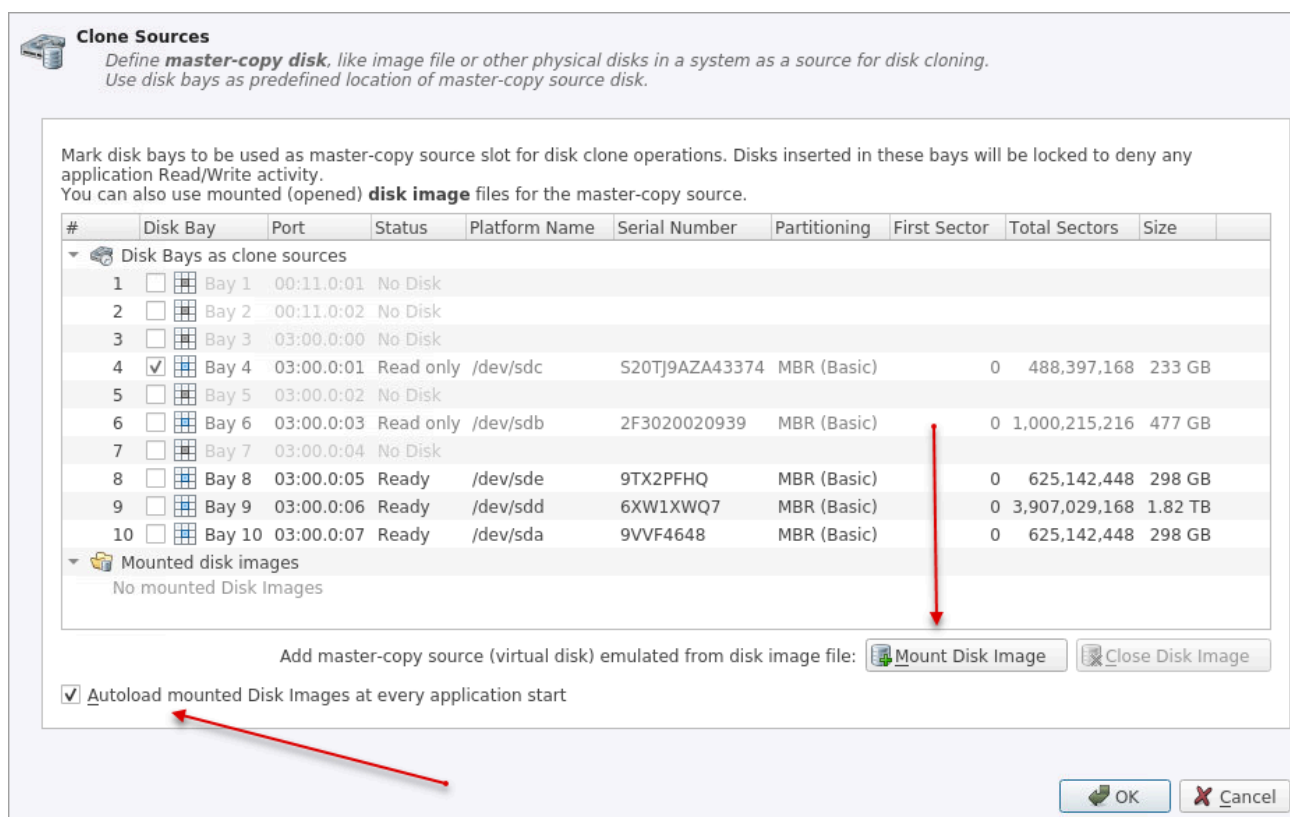 Clone Sources
Define master-copy disk, like image file or other physical disks in a system as a source for disk cloning.
Use disk bays as predefined location of master-copy source disk.
Mark disk bays to be used as master-copy source slot for disk clone operations. Disks inserted in these bays will be locked to deny any
application Read/Write activity.
You can also use mounted (opened) disk image files for the master-copy source.
# Disk Bay Port Status Platform Name Serial Number Partitioning First Sector Total Sectors Size
Disk Bays as clone sources
1 Bay 1 00:11.0:01 No Disk
2 Bay 2 00:11.0:02 No Disk
3 Bay 3 03:00.0:00 No Disk
4 Bay 4 03:00.0:01 Read only /dev/sdc S20TJ9AZA43374 MBR (Basic) 0 488,397,168 233 GB
5 Bay 5 03:00.0:02 No Disk
6 Bay 6 03:00.0:03 Read only /dev/sdb 2F3020020939 MBR (Basic) 0 1,000,215,216 477 GB
7 Bay 7 03:00.0:04 No Disk
8 Bay 8 03:00.0:05 Ready /dev/sde 9TX2PFHQ MBR (Basic) 0 625,142,448 298 GB
9 Bay 9 03:00.0:06 Ready /dev/sdd 6XW1XWQ7 MBR (Basic) 0 3,907,029,168 1.82 TB
10 Bay 10 03:00.0:07 Ready /dev/sda 9VVF4648 MBR (Basic) 0 625,142,448 298 GB
Mounted disk images
No mounted Disk Images
Add master-copy source (virtual disk) emulated from disk image file: Mount Disk Image Close Disk Image
Autoload mounted Disk Images at every application start
OK Cancel